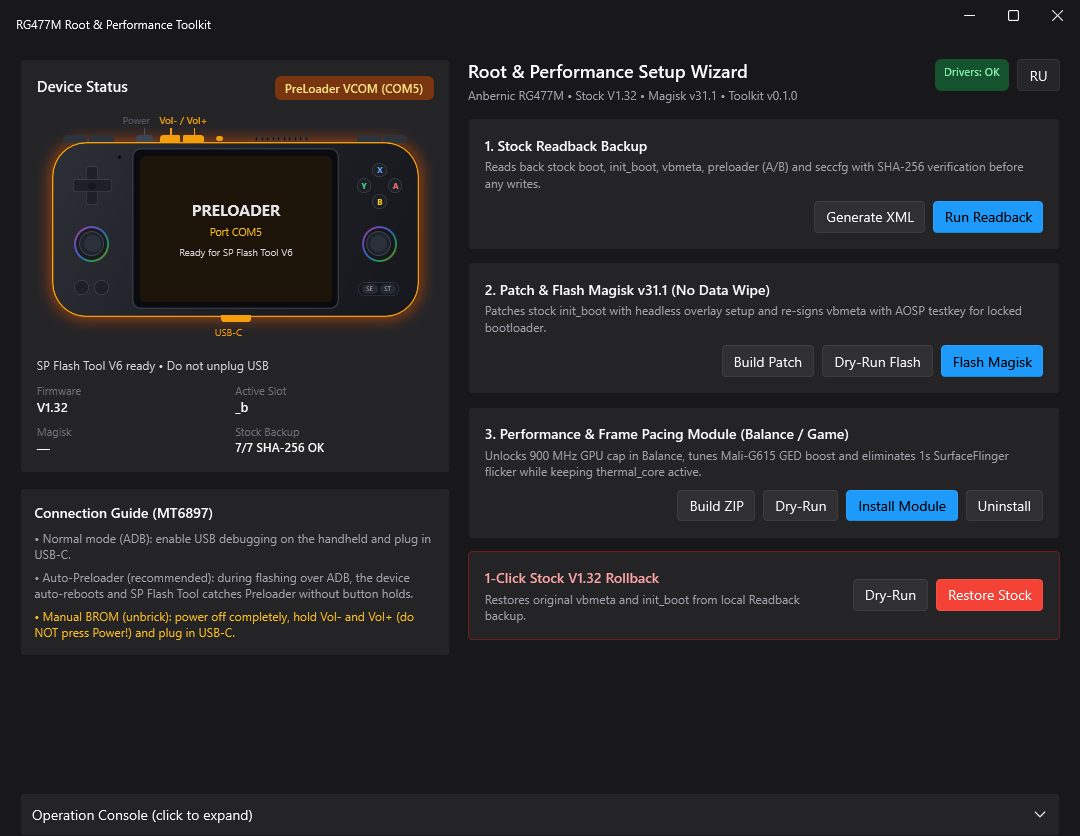 RG477M Root & Performance Toolkit
Device Status
PreLoader VCOM (COM5)
Power Vol- / Vol+
X
Y A
B
PRELOADER
Port COM5
Ready for SP Flash Tool V6
SE ST
USB-C
SP Flash Tool V6 ready • Do not unplug USB
Firmware Active Slot
V1.32 _b
Magisk Stock Backup
— 7/7 SHA-256 OK
Connection Guide (MT6897)
• Normal mode (ADB): enable USB debugging on the handheld and plug in
USB-C.
• Auto-Preloader (recommended): during flashing over ADB, the device
auto-reboots and SP Flash Tool catches Preloader without button holds.
• Manual BROM (unbrick): power off completely, hold Vol- and Vol+ (do
NOT press Power!) and plug in USB-C.
Root & Performance Setup Wizard
Anbernic RG477M • Stock V1.32 • Magisk v31.1 • Toolkit v0.1.0
Drivers: OK
RU
1. Stock Readback Backup
Reads back stock boot, init_boot, vbmeta, preloader (A/B) and seccfg with SHA-256 verification before
any writes.
Generate XML Run Readback
2. Patch & Flash Magisk v31.1 (No Data Wipe)
Patches stock init_boot with headless overlay setup and re-signs vbmeta with AOSP testkey for locked
bootloader.
Build Patch Dry-Run Flash Flash Magisk
3. Performance & Frame Pacing Module (Balance / Game)
Unlocks 900 MHz GPU cap in Balance, tunes Mali-G615 GED boost and eliminates 1s SurfaceFlinger
flicker while keeping thermal_core active.
Build ZIP Dry-Run Install Module Uninstall
1-Click Stock V1.32 Rollback
Restores original vbmeta and init_boot from local Readback
backup.
Dry-Run Restore Stock
Operation Console (click to expand)